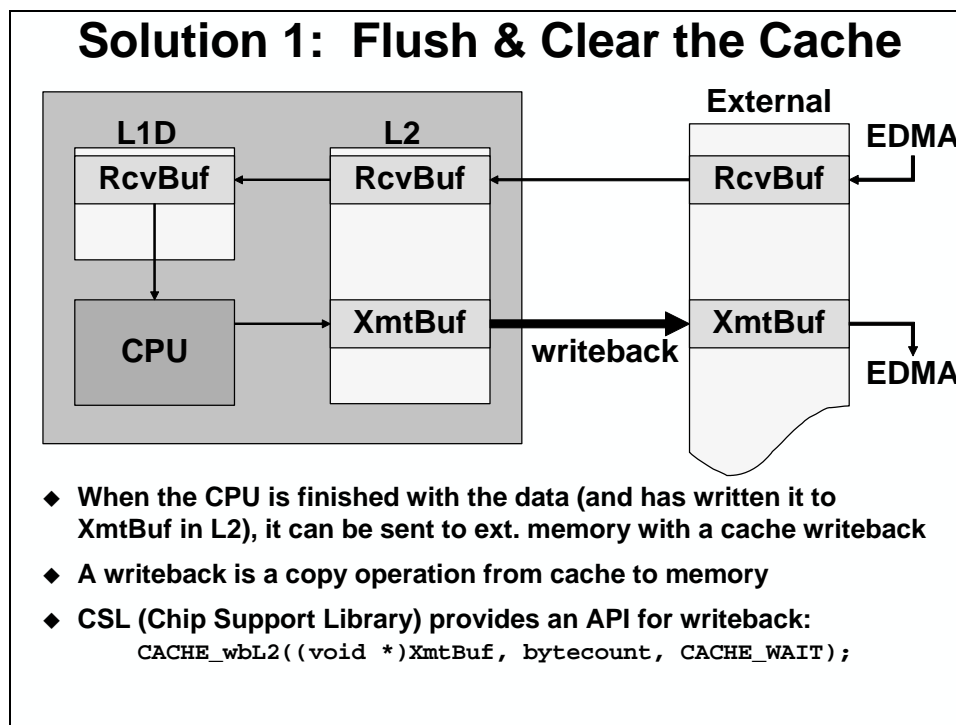 Solution 1: Flush & Clear the Cache
External
L1D
L2
EDMA
RcvBuf
RcvBuf
RcvBuf
CPU
XmtBuf
XmtBuf
writeback
EDMA
◆ When the CPU is finished with the data (and has written it to
XmtBuf in L2), it can be sent to ext. memory with a cache writeback
◆ A writeback is a copy operation from cache to memory
◆ CSL (Chip Support Library) provides an API for writeback:
CACHE_wbL2((void *)XmtBuf, bytecount, CACHE_WAIT);